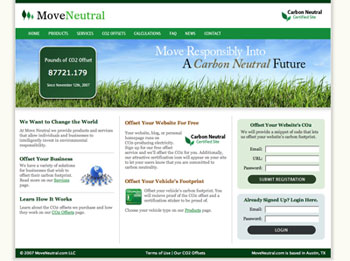 MoveNeutral
Carbon Neutral
Certified Site
HOME PRODUCTS SERVICES CO2 OFFSETS CALCULATIONS FAQ NEWS CONTACT
Move Responsibly Into
A Carbon Neutral Future
Pounds of CO2 Offset
87721.179
Since November 12th, 2007
We Want to Change the World
At Move Neutral we provide products and services
that allow individuals and businesses to
intelligently invest in environmental
responsibility.
Offset Your Business
We have a variety of solutions
for businesses that wish to
offset their carbon footprint.
Read more on our Services
page.
Learn How It Works
Learn about the CO2 offsets we purchase and how
they work on our CO2 Offsets page.
Offset Your Website For Free
Your website, blog, or personal
homepage runs on
CO2-producing electricity.
Sign up for our free offset
service and we'll offset the CO2 for you. Additionally,
our attractive certification icon will appear on your site
to let your users know that you are committed to
carbon neutrality.
Carbon Neutral
Certified Site
Offset Your Vehicle's Footprint
Offset your vehicle's carbon footprint. You
will receive proof of the CO2 offset and a
certification sticker to be proud of.
Choose your vehicle type on our Products page.
Offset Your Website's CO2
We will provide a snippet of code that lets
us offset your website's carbon footprint.
Email:
URL:
Password:
SUBMIT REGISTRATION
Already Signed Up? Login Here.
Email:
Password:
LOGIN
© 2007 MoveNeutral.com LLC
Terms of Use | Our CO2 Offsets
MoveNeutral.com is Based in Austin, TX